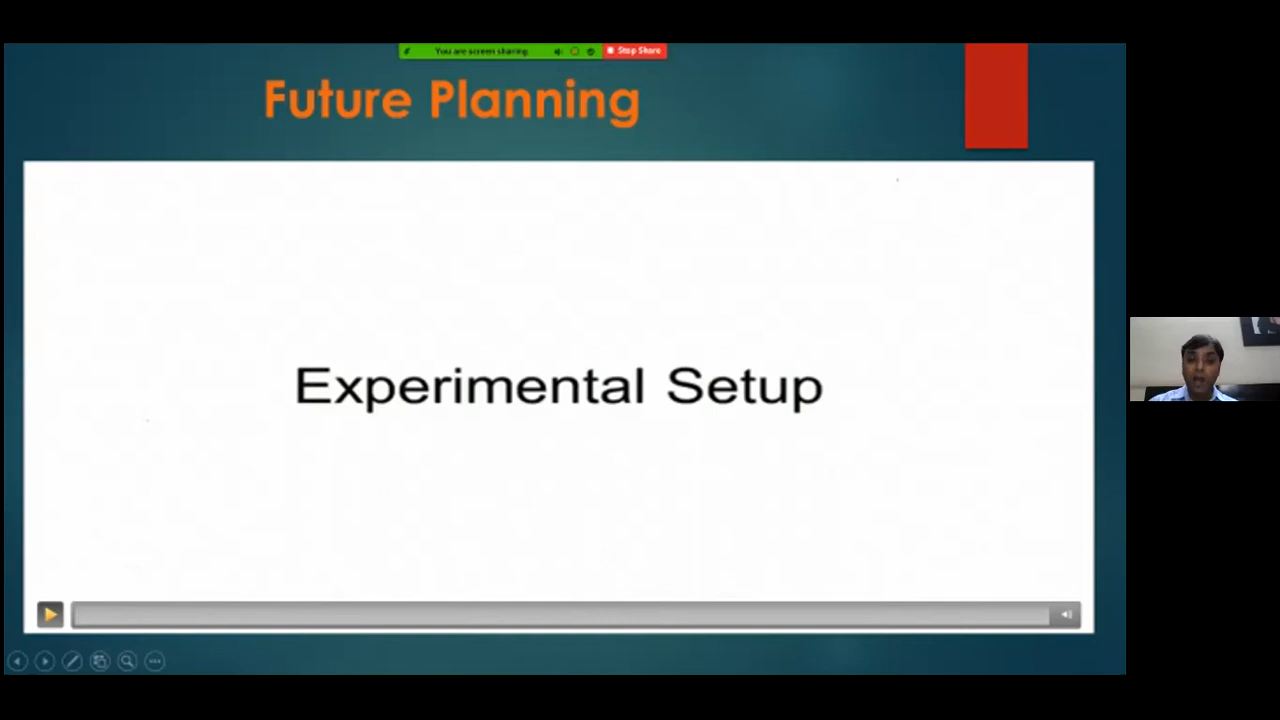 You are screen sharing
Stop Share
Future Planning
Experimental Setup